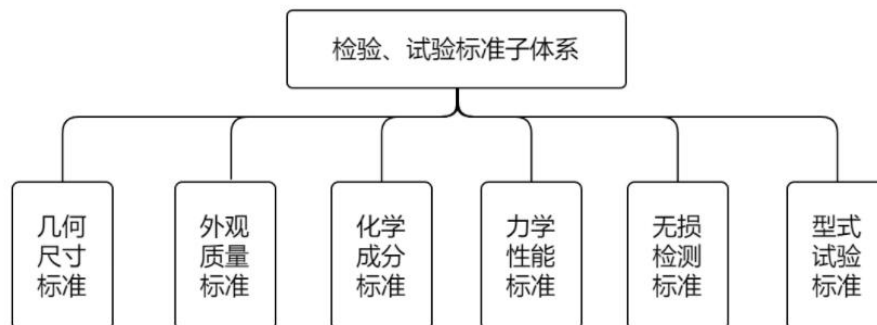 检验、试验标准子体系
几何
尺寸
标准
外观
质量
标准
化学
成分
标准
力学
性能
标准
无损
检测
标准
型式
试验
标准